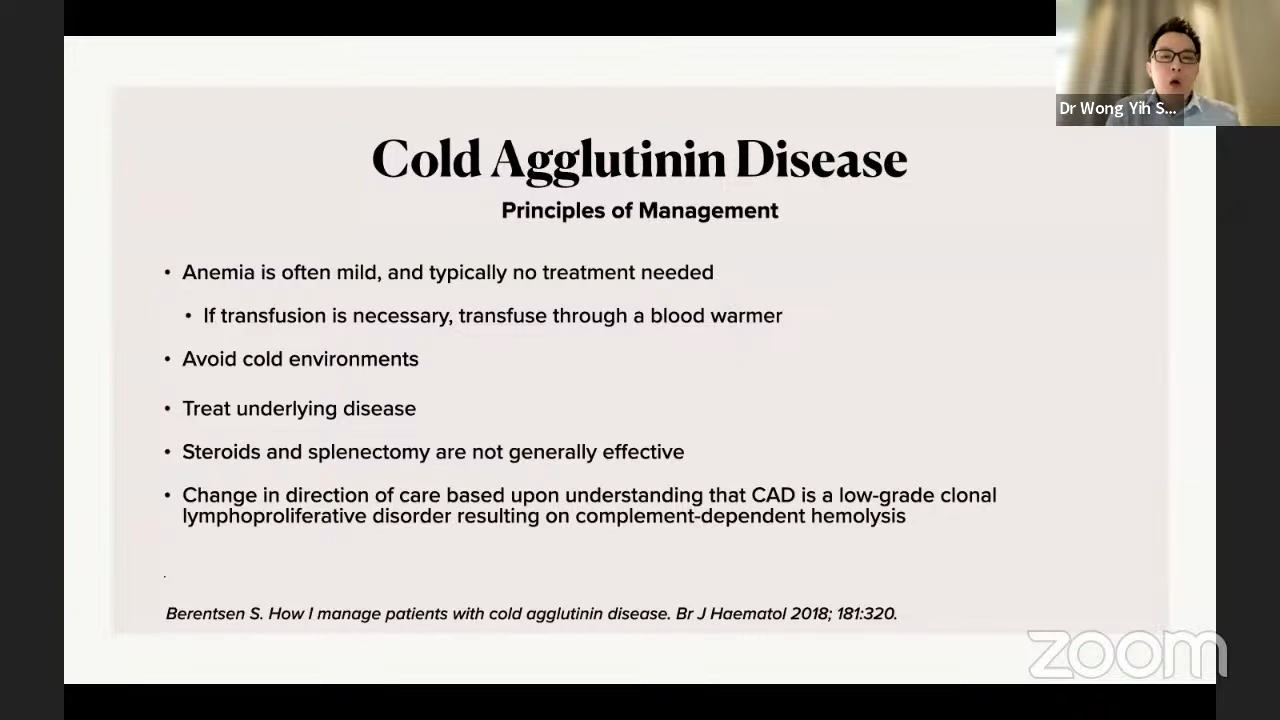 Dr Wong Yih S...
Cold Agglutinin Disease
Principles of Management
• Anemia is often mild, and typically no treatment needed
• If transfusion is necessary, transfuse through a blood warmer
• Avoid cold environments
• Treat underlying disease
• Steroids and splenectomy are not generally effective
• Change in direction of care based upon understanding that CAD is a low-grade clonal
lymphoproliferative disorder resulting on complement-dependent hemolysis
.
Berentsen S. How I manage patients with cold agglutinin disease. Br J Haematol 2018; 181:320.
zoom